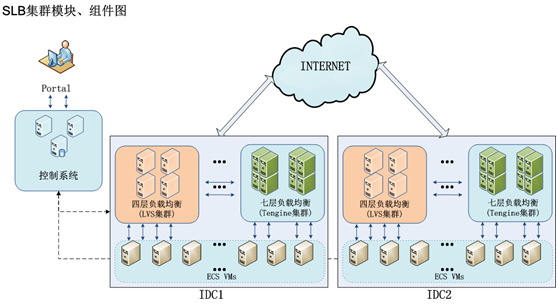 SLB集群模块、组件图
INTERNET
Portal
控制系统
四层负载均衡
(LVS集群)
七层负载均衡
(Tengine集群)
四层负载均衡
(LVS集群)
七层负载均衡
(Tengine集群)
ECS VMs
ECS VMs
IDC1
IDC2